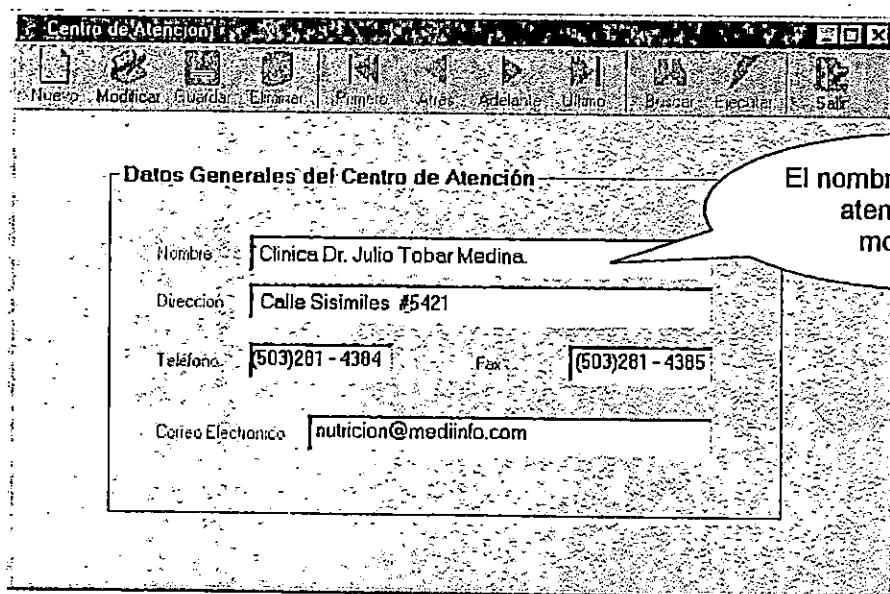 Centro de Atencion
Nuevo Modificar Guardar Eliminar Primero Atras Adelante Ultimo Buscar Ejecutar Salir
Datos Generales del Centro de Atención
El nombr
aten
mo
Nombre Clinica Dr. Julio Tobar Medina.
Direccion Calle Sisimiles #5421
Teléfono (503)281 - 4384 Fax (503)281 - 4385
Correo Electronico nutricion@mediinfo.com